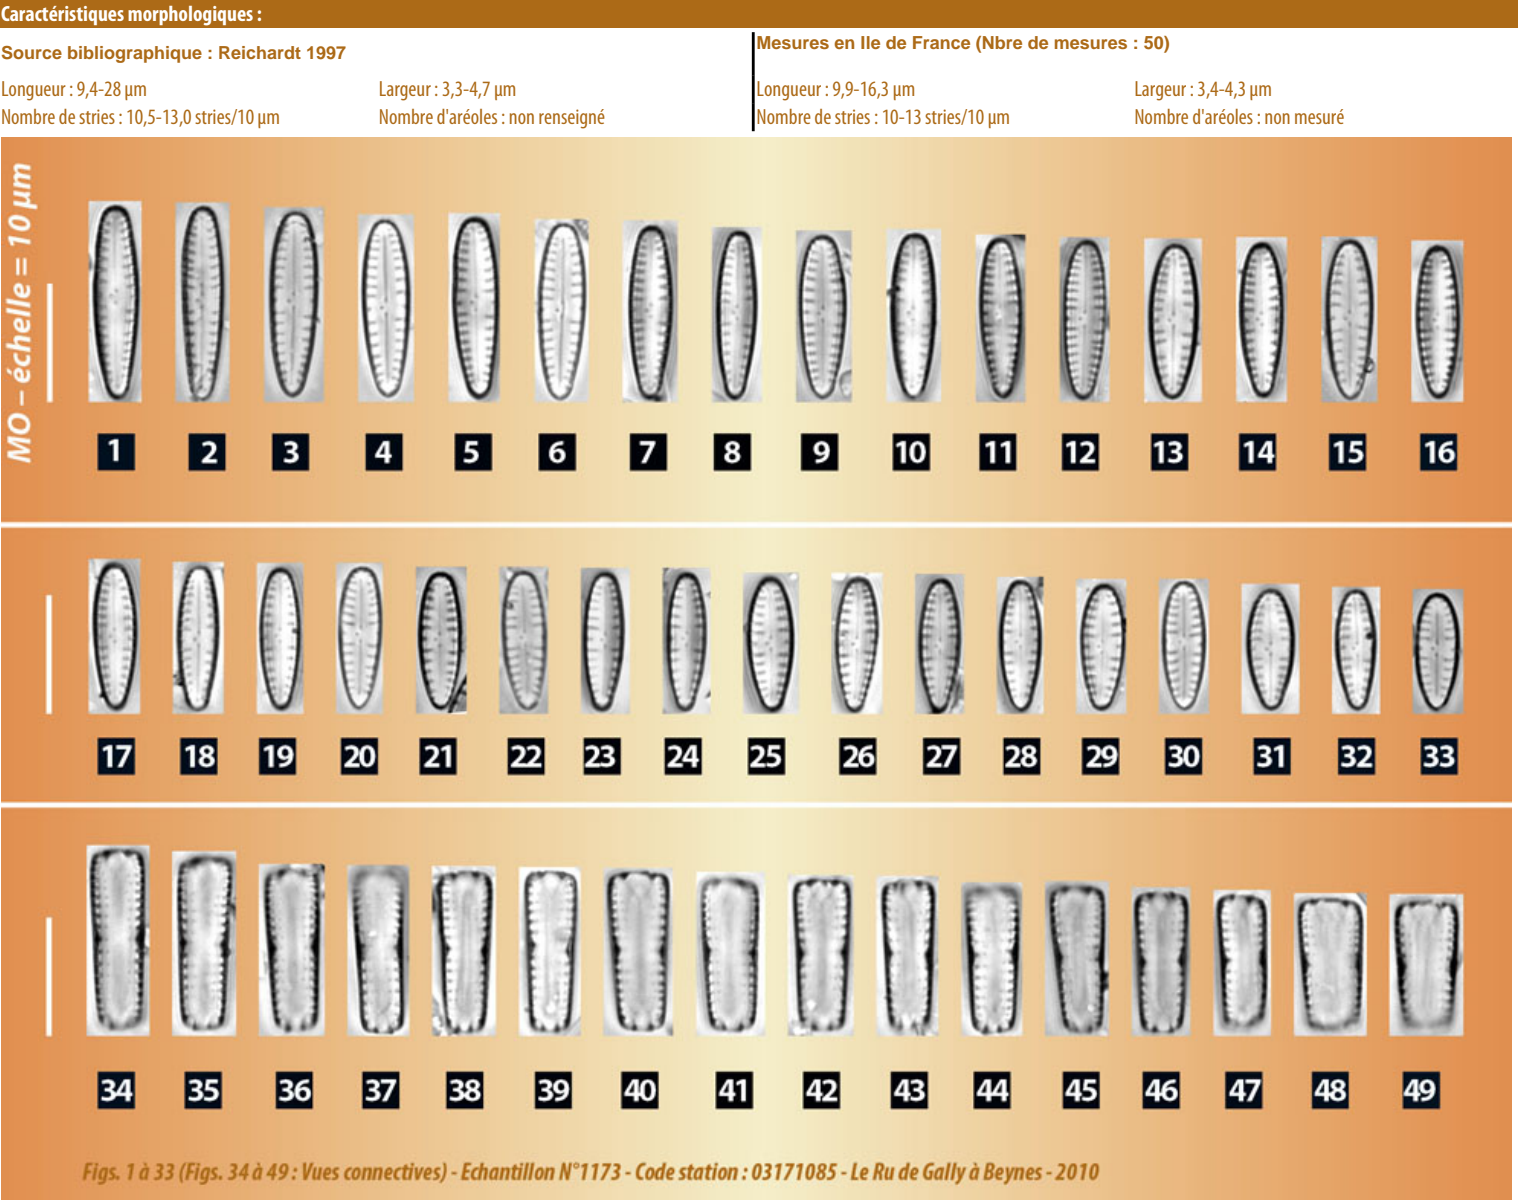 Caractéristiques morphologiques :
Source bibliographique : Reichardt 1997
Longueur : 9,4-28 µm
Largeur : 3,3-4,7 µm
Nombre de stries : 10,5-13,0 stries/10 µm
Nombre d'aréoles : non renseigné
Mesures en Ile de France (Nbre de mesures : 50)
Longueur : 9,9-16,3 µm
Largeur : 3,4-4,3 µm
Nombre de stries : 10-13 stries/10 µm
Nombre d'aréoles : non mesuré
MO – échelle = 10 µm
1 2 3 4 5 6 7 8 9 10 11 12 13 14 15 16
17 18 19 20 21 22 23 24 25 26 27 28 29 30 31 32 33
34 35 36 37 38 39 40 41 42 43 44 45 46 47 48 49
Figs. 1 à 33 (Figs. 34 à 49 : Vues connectives) - Echantillon N°1173 - Code station : 03171085 - Le Ru de Gally à Beynes - 2010